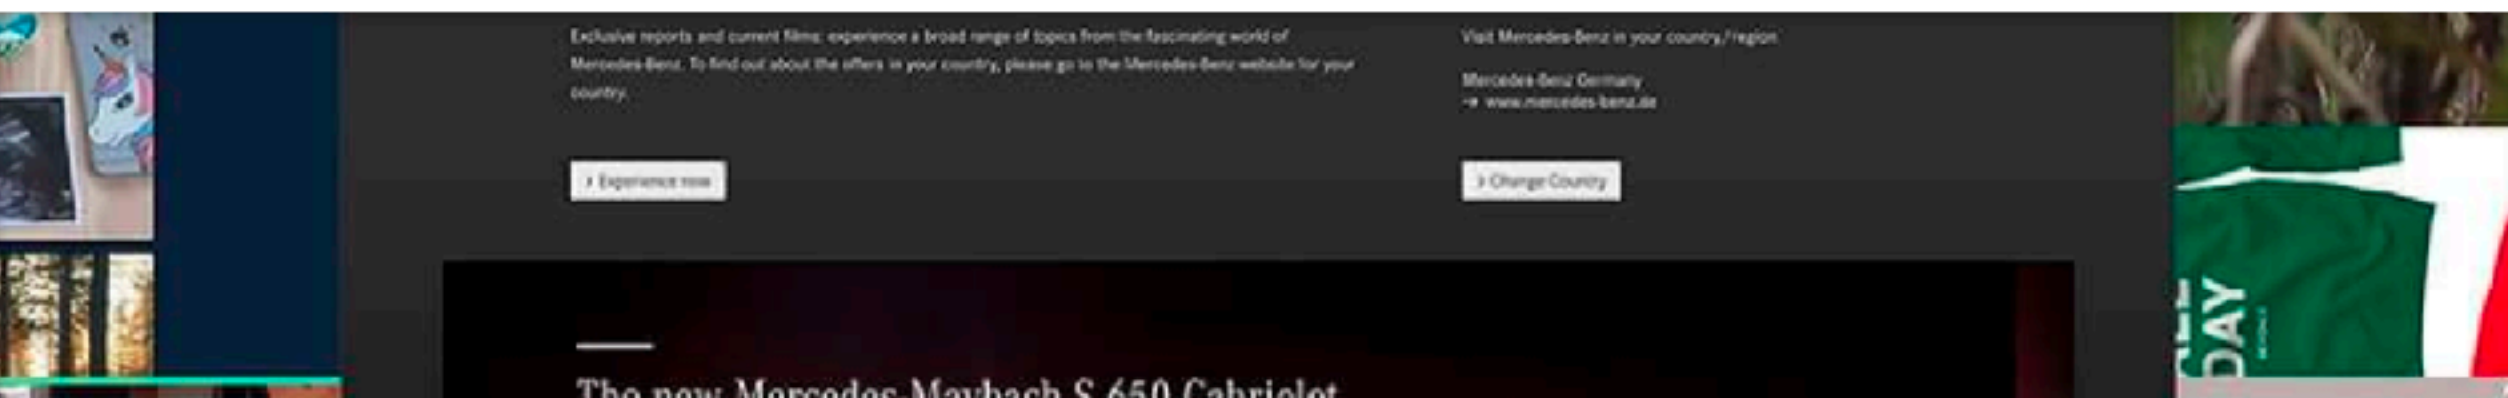 Exclusive reports and current films: experience a broad range of topics from the fascinating world of
Mercedes-Benz. To find out about the offers in your country, please go to the Mercedes-Benz website for your
country.
Visit Mercedes-Benz in your country/region
Mercedes-Benz Germany
→ www.mercedes-benz.de
› Experience now
› Change Country
The new Mercedes-Maybach S 650 Cabriolet
DAY